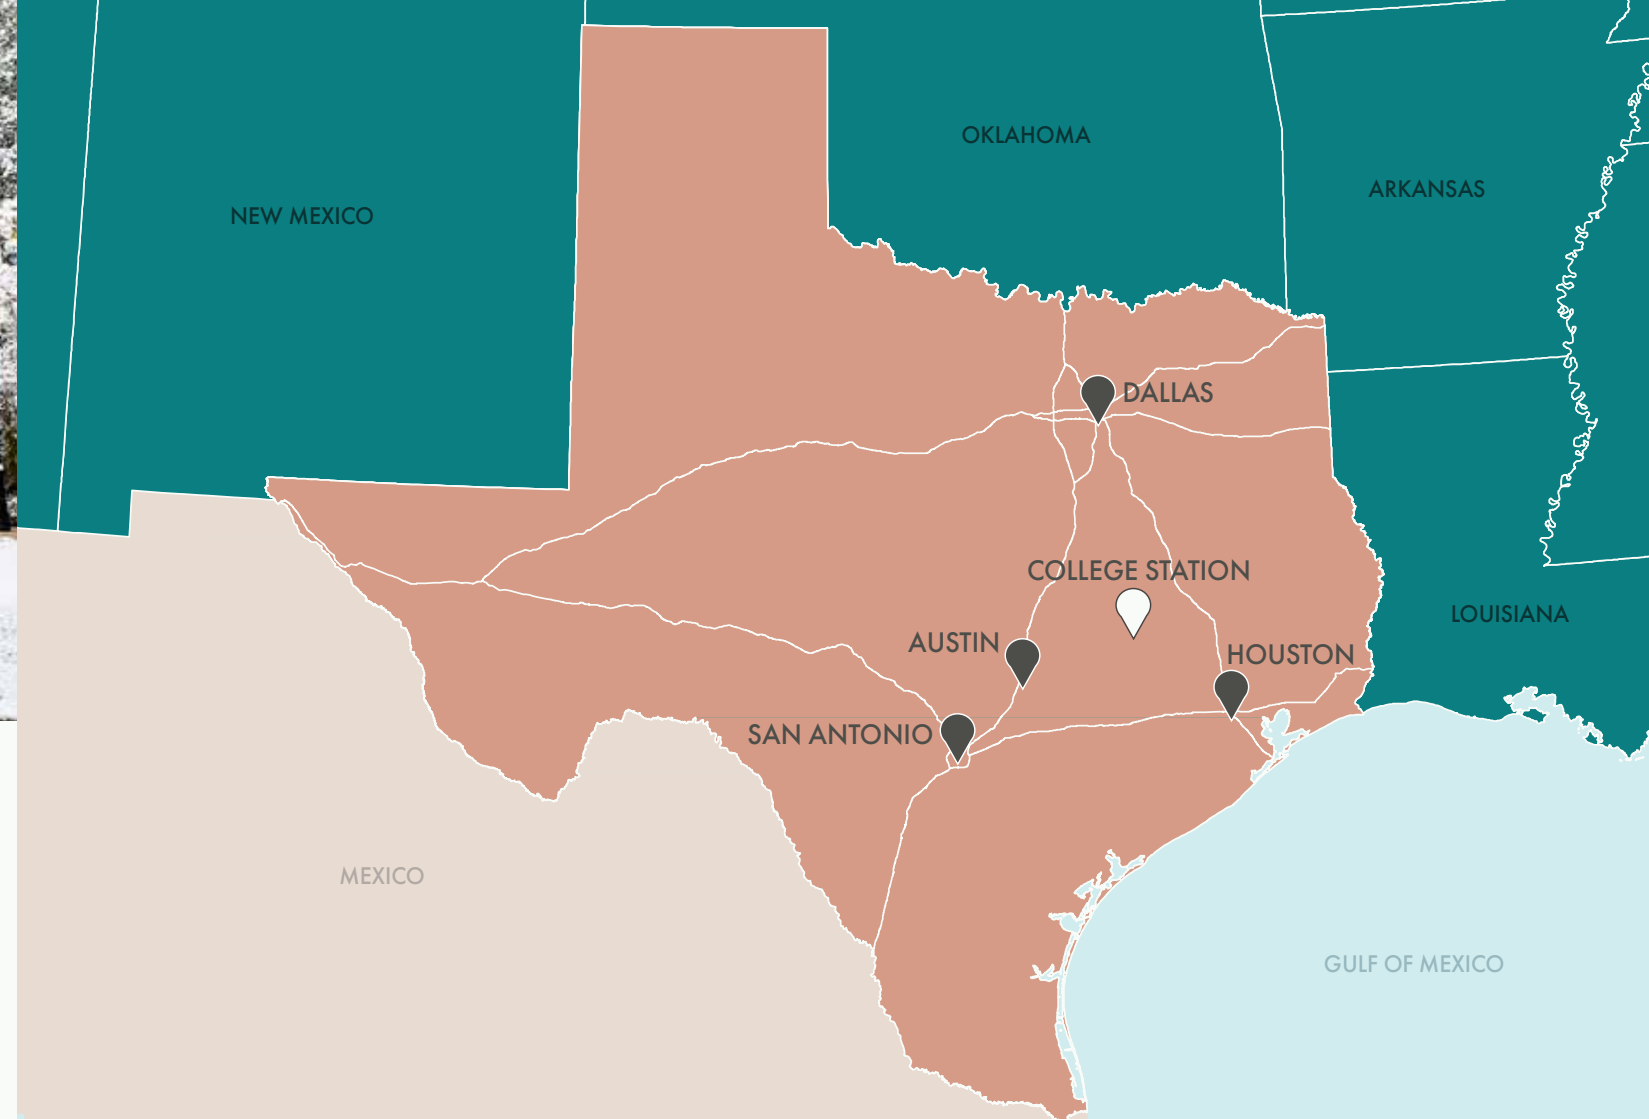 OKLAHOMA
ARKANSAS
NEW MEXICO
DALLAS
COLLEGE STATION
LOUISIANA
AUSTIN
HOUSTON
SAN ANTONIO
MEXICO
GULF OF MEXICO